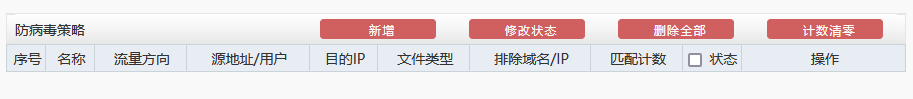 防病毒策略 新增 修改状态 删除全部 计数清零
序号 名称 流量方向 源地址/用户 目的IP 文件类型 排除域名/IP 匹配计数 状态 操作